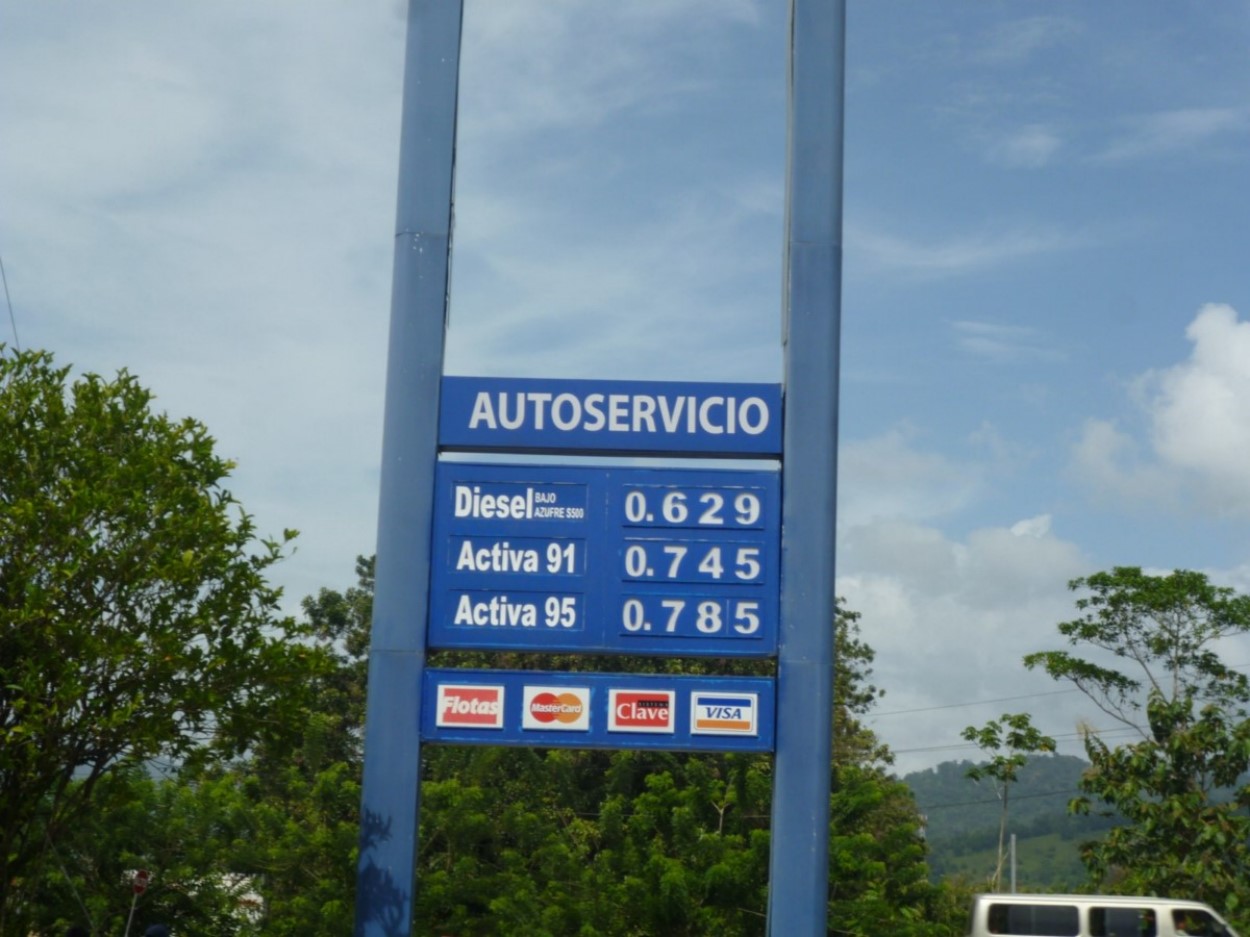 AUTOSERVICIO
Diesel BAJO AZUFRE S500 0.629
Activa 91 0.745
Activa 95 0.785
Flotas MasterCard Clave VISA